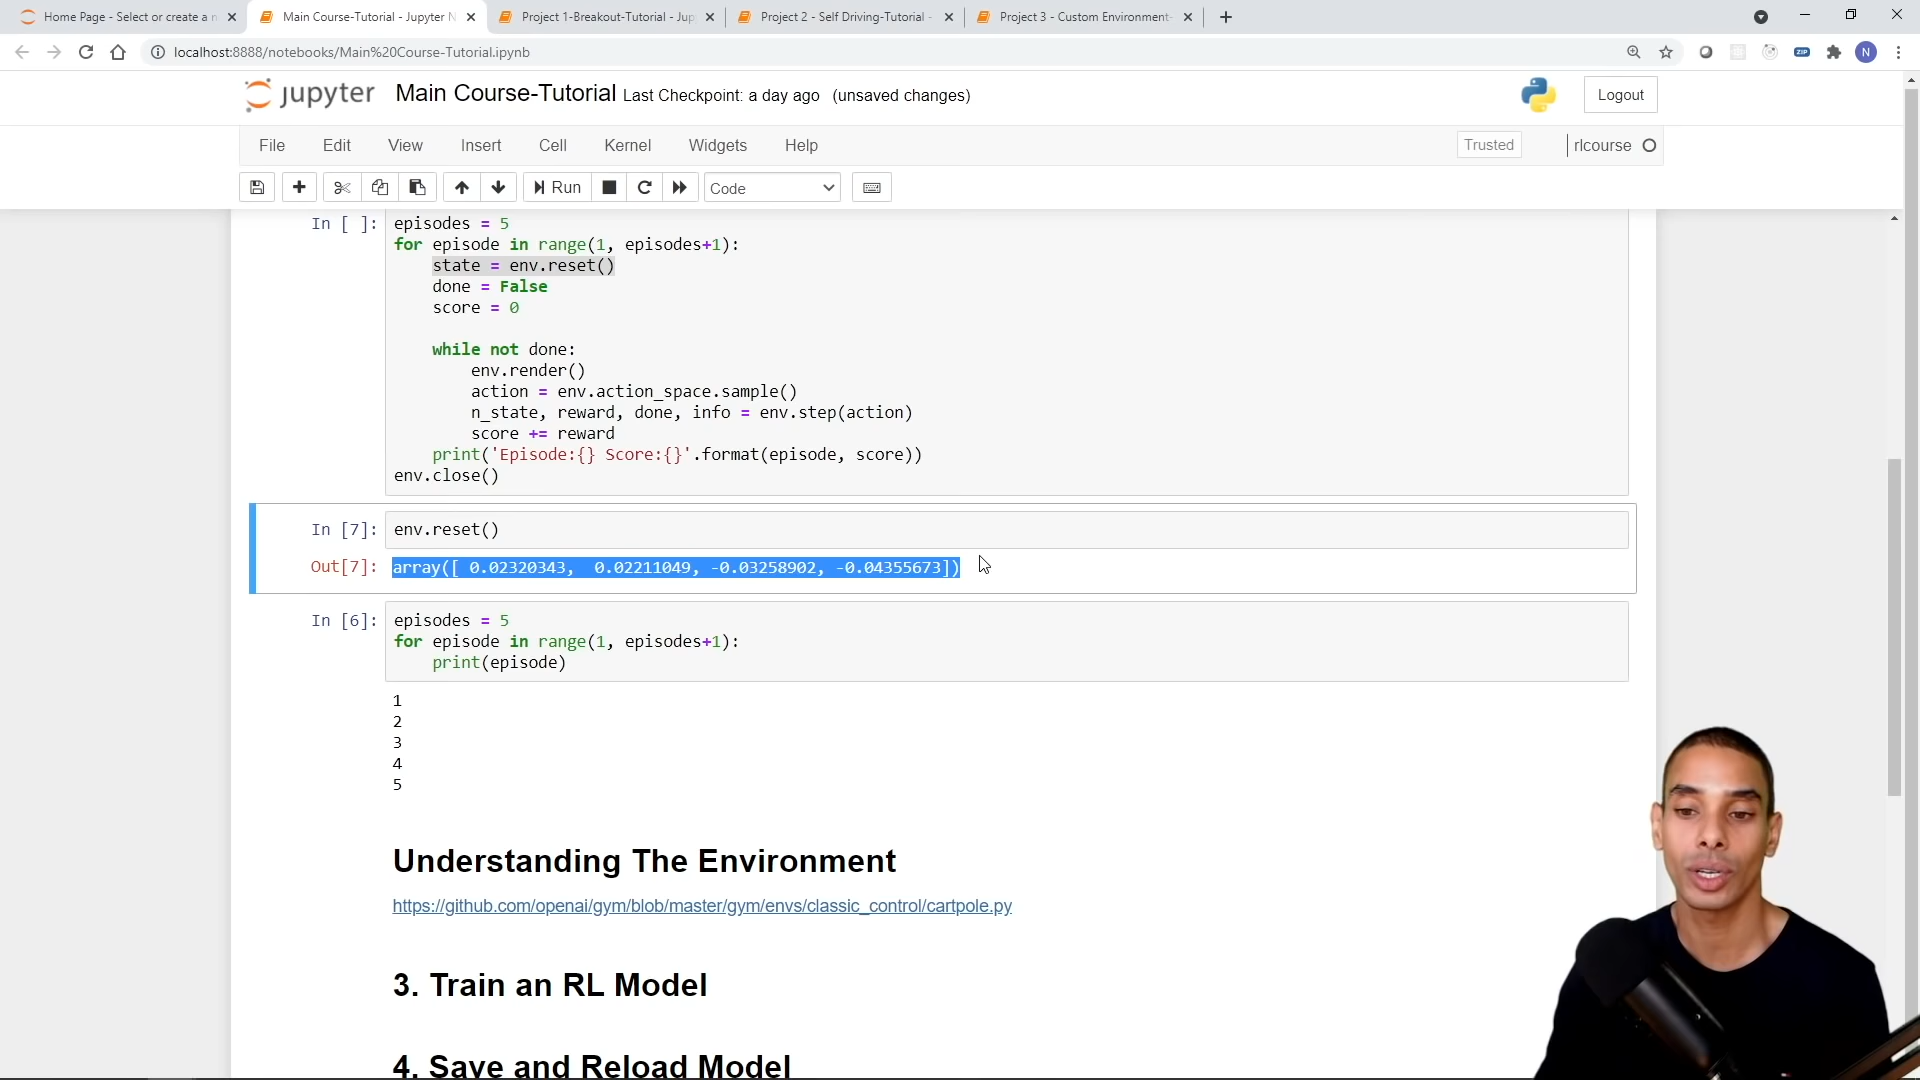 Home Page - Select or create a n
Main Course-Tutorial - Jupyter N
Project 1-Breakout-Tutorial - Jup
Project 2 - Self Driving-Tutorial -
Project 3 - Custom Environment-
localhost:8888/notebooks/Main%20Course-Tutorial.ipynb
ZIP
N
jupyter Main Course-Tutorial Last Checkpoint: a day ago (unsaved changes)
Logout
File Edit View Insert Cell Kernel Widgets Help
Trusted
rlcourse
Run
Code
In [ ]: episodes = 5
for episode in range(1, episodes+1):
    state = env.reset()
    done = False
    score = 0
    while not done:
        env.render()
        action = env.action_space.sample()
        n_state, reward, done, info = env.step(action)
        score += reward
    print('Episode:{} Score:{}'.format(episode, score))
env.close()
In [7]: env.reset()
Out[7]: array([ 0.02320343,  0.02211049, -0.03258902, -0.04355673])
In [6]: episodes = 5
for episode in range(1, episodes+1):
    print(episode)
1
2
3
4
5
Understanding The Environment
https://github.com/openai/gym/blob/master/gym/envs/classic_control/cartpole.py
3. Train an RL Model
4. Save and Reload Model